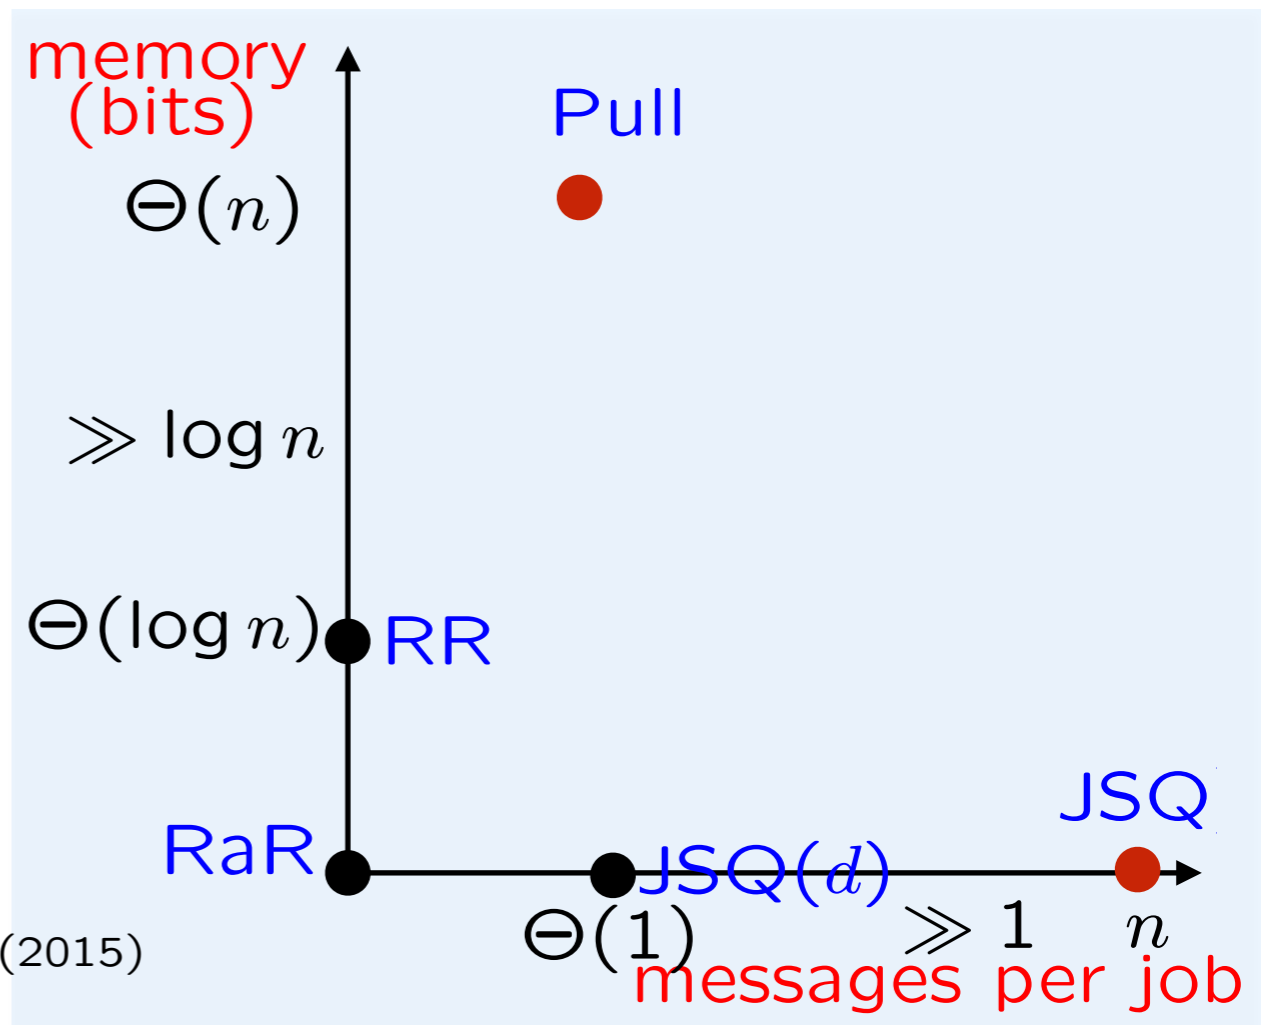 memory
(bits)
Pull
Θ(n)
≫ log n
Θ(log n)
RR
JSQ
RaR
JSQ(d)
Θ(1)
≫ 1
n
(2015)
messages per job